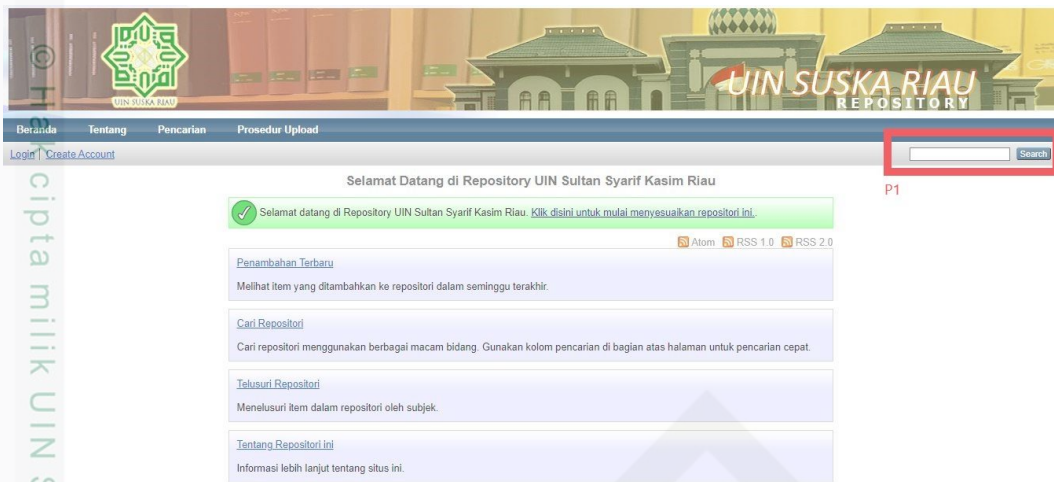 UIN SUSKA RIAU
UIN SUSKA RIAU
REPOSITORY
Beranda Tentang Pencarian Prosedur Upload
Login | Create Account
Search
P1
Selamat Datang di Repository UIN Sultan Syarif Kasim Riau
Selamat datang di Repository UIN Sultan Syarif Kasim Riau. Klik disini untuk mulai menyesuaikan repositori ini..
Atom RSS 1.0 RSS 2.0
Penambahan Terbaru
Melihat item yang ditambahkan ke repositori dalam seminggu terakhir.
Cari Repositori
Cari repositori menggunakan berbagai macam bidang. Gunakan kolom pencarian di bagian atas halaman untuk pencarian cepat.
Telusuri Repositori
Menelusuri item dalam repositori oleh subjek.
Tentang Repositori ini
Informasi lebih lanjut tentang situs ini.
© Hak cipta milik UIN S